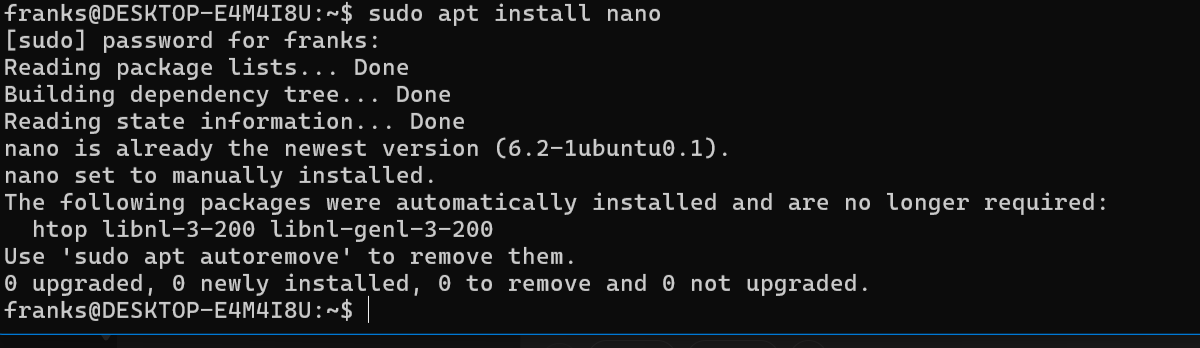 franks@DESKTOP-E4M4I8U:~$ sudo apt install nano
[sudo] password for franks:
Reading package lists... Done
Building dependency tree... Done
Reading state information... Done
nano is already the newest version (6.2-1ubuntu0.1).
nano set to manually installed.
The following packages were automatically installed and are no longer required:
  htop libnl-3-200 libnl-genl-3-200
Use 'sudo apt autoremove' to remove them.
0 upgraded, 0 newly installed, 0 to remove and 0 not upgraded.
franks@DESKTOP-E4M4I8U:~$